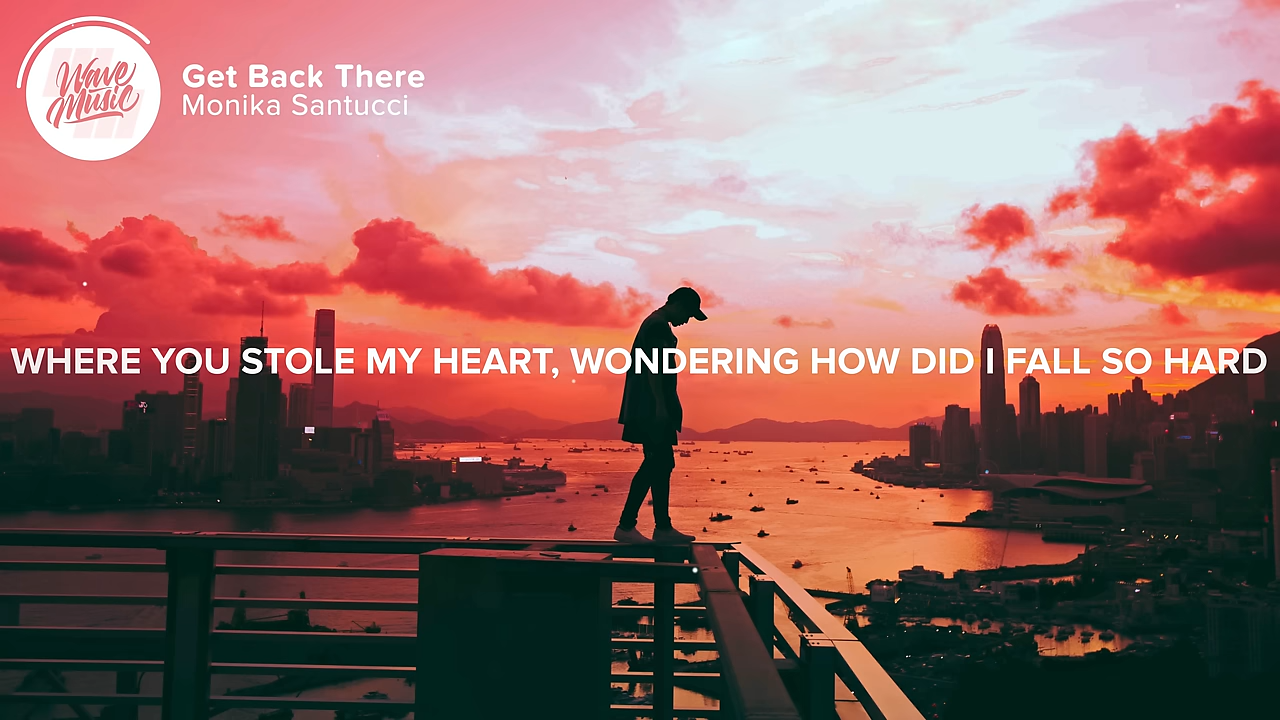 Wave
Music
Get Back There
Monika Santucci
WHERE YOU STOLE MY HEART, WONDERING HOW DID I FALL SO HARD